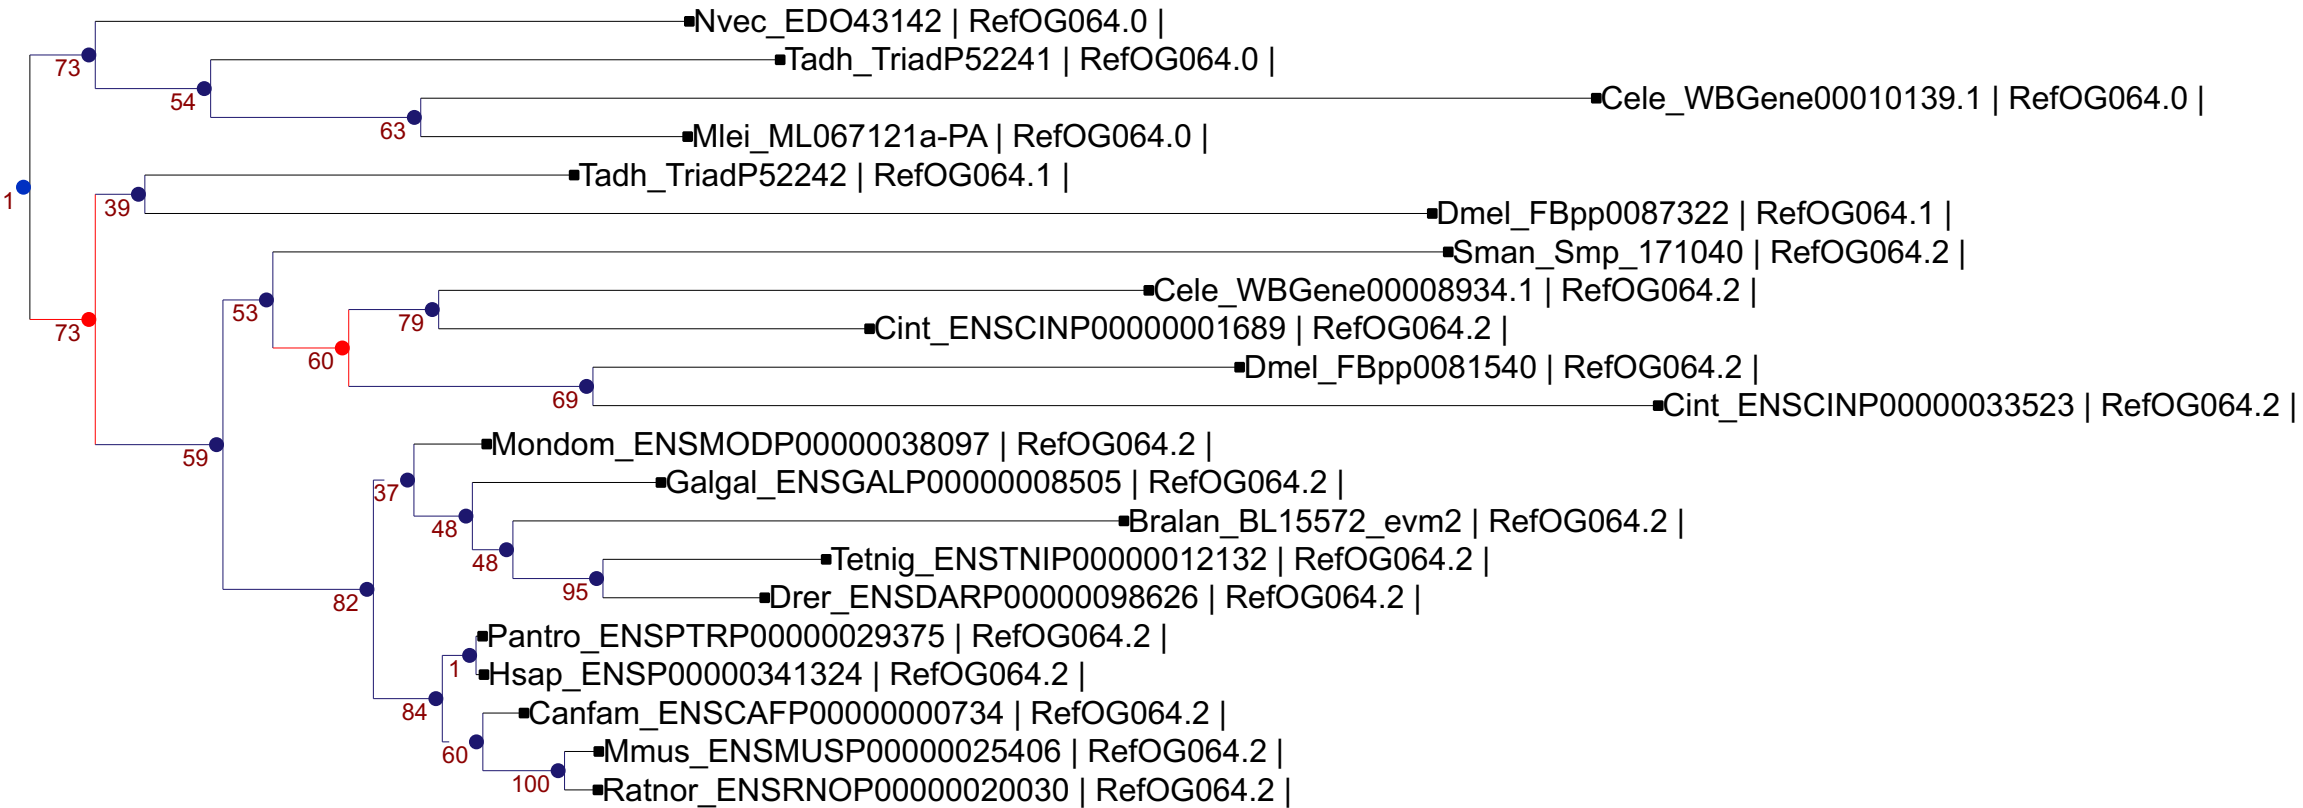 Nvec_EDO43142 | RefOG064.0 |
73
Tadh_TriadP52241 | RefOG064.0 |
54
Cele_WBGene00010139.1 | RefOG064.0 |
63
Mlei_ML067121a-PA | RefOG064.0 |
1
Tadh_TriadP52242 | RefOG064.1 |
39
Dmel_FBpp0087322 | RefOG064.1 |
Sman_Smp_171040 | RefOG064.2 |
Cele_WBGene00008934.1 | RefOG064.2 |
53
79
73
Cint_ENSCINP00000001689 | RefOG064.2 |
60
Dmel_FBpp0081540 | RefOG064.2 |
69
Cint_ENSCINP00000033523 | RefOG064.2 |
Mondom_ENSMODP00000038097 | RefOG064.2 |
59
Galgal_ENSGALP00000008505 | RefOG064.2 |
37
Bralan_BL15572_evm2 | RefOG064.2 |
48
Tetnig_ENSTNIP00000012132 | RefOG064.2 |
48
95
Drer_ENSDARP00000098626 | RefOG064.2 |
82
Pantro_ENSPTRP00000029375 | RefOG064.2 |
1
Hsap_ENSP00000341324 | RefOG064.2 |
84
Canfam_ENSCAFP00000000734 | RefOG064.2 |
60
Mmus_ENSMUSP00000025406 | RefOG064.2 |
100
Ratnor_ENSRNOP00000020030 | RefOG064.2 |